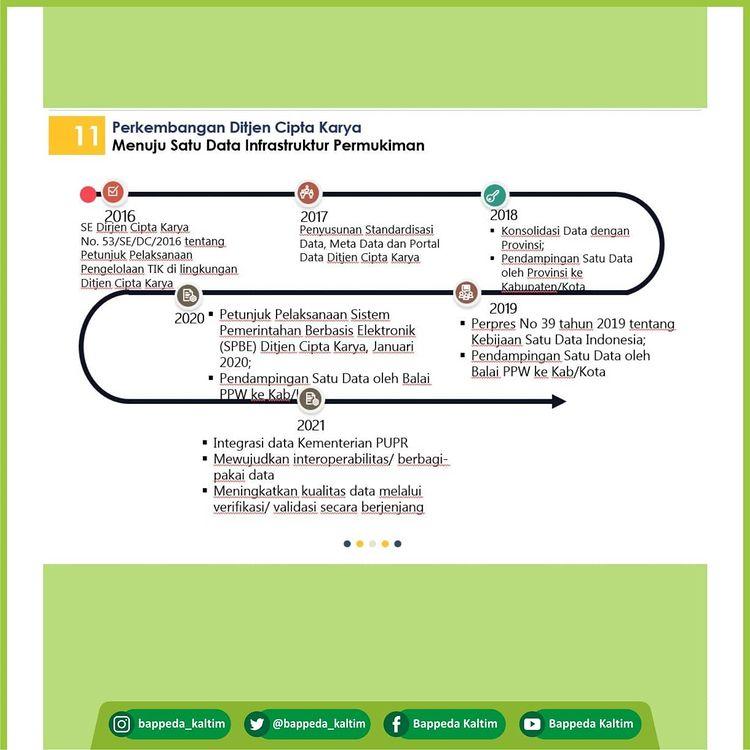 11
Perkembangan Ditjen Cipta Karya
Menuju Satu Data Infrastruktur Permukiman
2016
SE Dirjen Cipta Karya
No. 53/SE/DC/2016 tentang
Petunjuk Pelaksanaan
Pengelolaan TIK di lingkungan
Ditjen Cipta Karya
2017
Penyusunan Standardisasi
Data, Meta Data dan Portal
Data Ditjen Cipta Karya
2018
▪ Konsolidasi Data dengan
Provinsi;
▪ Pendampingan Satu Data
oleh Provinsi ke
Kabupaten/Kota
2019
▪ Perpres No 39 tahun 2019 tentang
Kebijaan Satu Data Indonesia;
▪ Pendampingan Satu Data oleh
Balai PPW ke Kab/Kota
2020
▪ Petunjuk Pelaksanaan Sistem
Pemerintahan Berbasis Elektronik
(SPBE) Ditjen Cipta Karya, Januari
2020;
▪ Pendampingan Satu Data oleh Balai
PPW ke Kab/
2021
▪ Integrasi data Kementerian PUPR
▪ Mewujudkan interoperabilitas/ berbagi-
pakai data
▪ Meningkatkan kualitas data melalui
verifikasi/ validasi secara berjenjang
bappeda_kaltim
@bappeda_kaltim
Bappeda Kaltim
Bappeda Kaltim